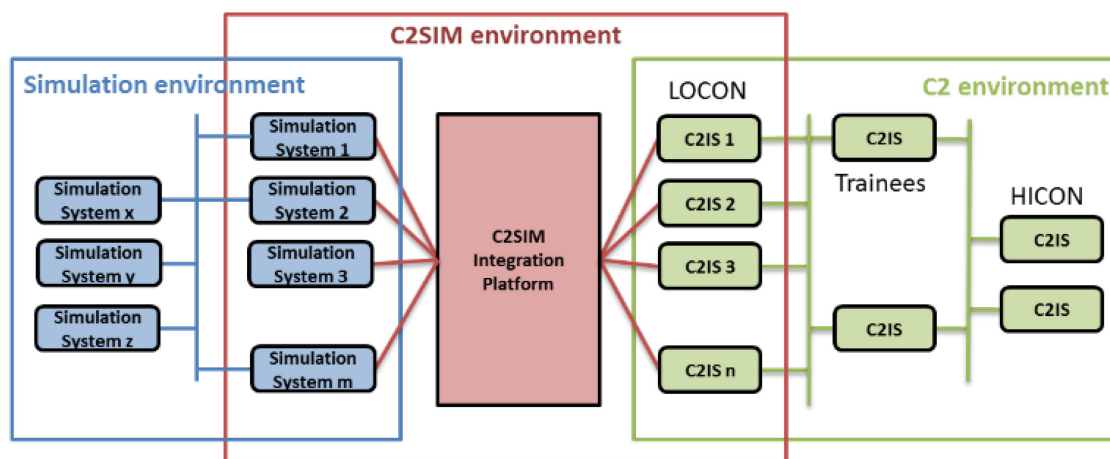 C2SIM environment
Simulation environment
C2 environment
LOCON
Simulation
System 1
Simulation
System 2
Simulation
System 3
Simulation
System m
Simulation
System x
Simulation
System y
Simulation
System z
C2SIM
Integration
Platform
C2IS 1
C2IS 2
C2IS 3
C2IS n
C2IS
Trainees
C2IS
HICON
C2IS
C2IS